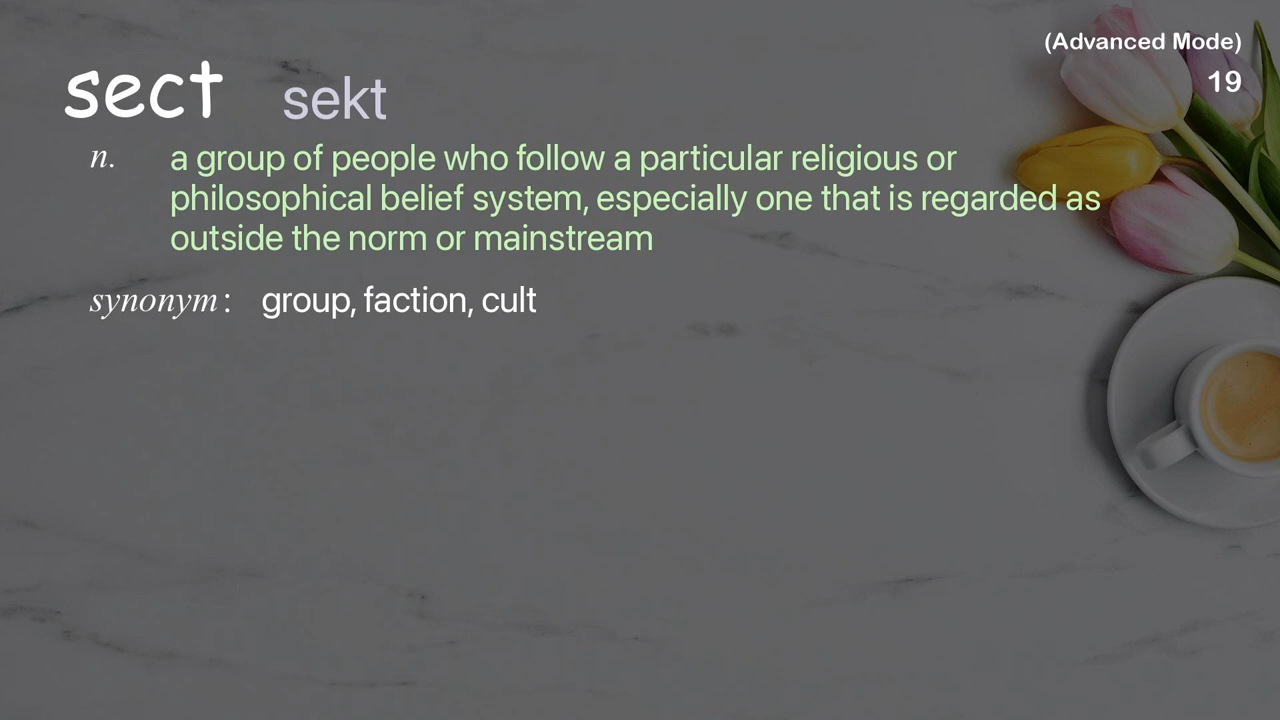 (Advanced Mode)
19
sect sekt
n. a group of people who follow a particular religious or
philosophical belief system, especially one that is regarded as
outside the norm or mainstream
synonym: group, faction, cult